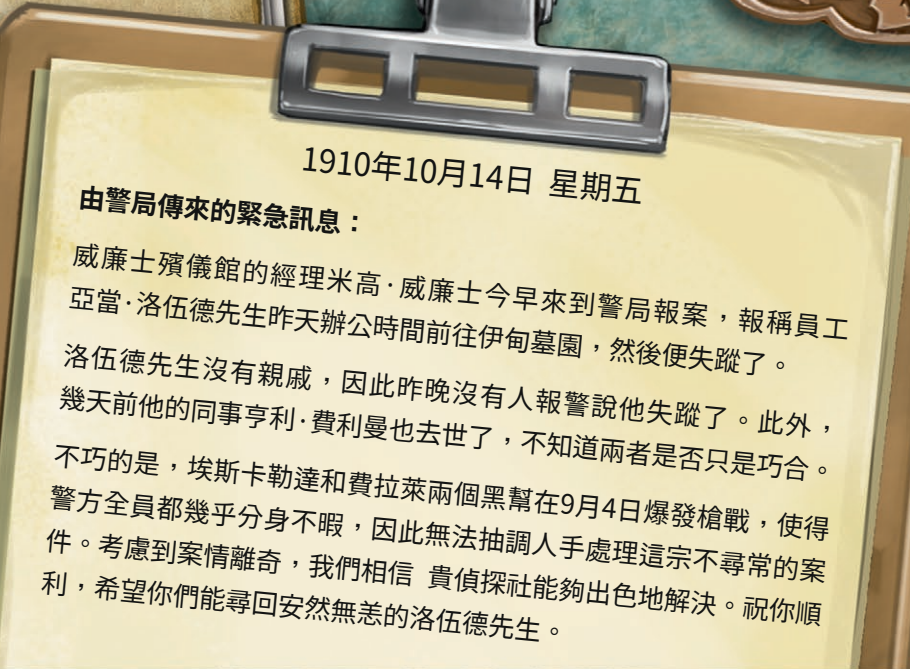 1910年10月14日 星期五
由警局傳來的緊急訊息：
威廉士殯儀館的經理米高·威廉士今早來到警局報案，報稱員工
亞當·洛伍德先生昨天辦公時間前往伊甸墓園，然後便失蹤了。
洛伍德先生沒有親戚，因此昨晚沒有人報警說他失蹤了。此外，
幾天前他的同事亨利·費利曼也去世了，不知道兩者是否只是巧合。
不巧的是，埃斯卡勒達和費拉萊兩個黑幫在9月4日爆發槍戰，使得
警方全員都幾乎分身不暇，因此無法抽調人手處理這宗不尋常的案
件。考慮到案情離奇，我們相信 貴偵探社能夠出色地解決。祝你順
利，希望你們能尋回安然無恙的洛伍德先生。